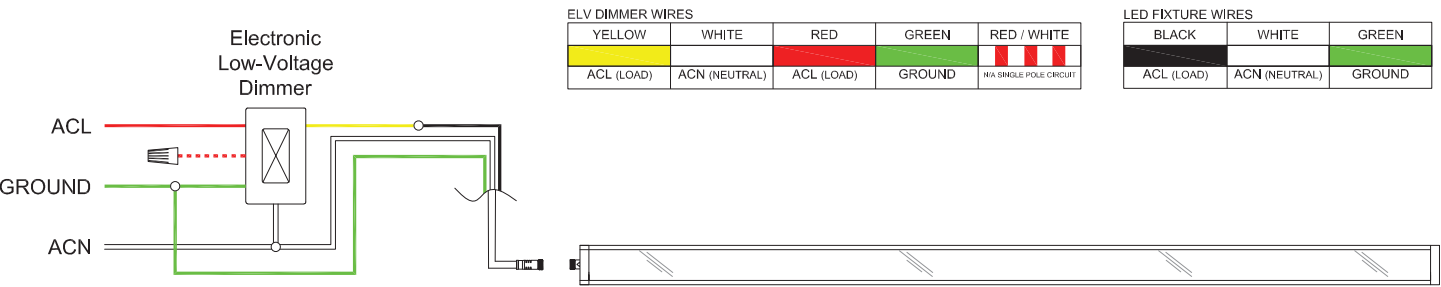 ELV DIMMER WIRES
YELLOW WHITE RED GREEN RED / WHITE
ACL (LOAD) ACN (NEUTRAL) ACL (LOAD) GROUND N/A SINGLE POLE CIRCUIT
LED FIXTURE WIRES
BLACK WHITE GREEN
ACL (LOAD) ACN (NEUTRAL) GROUND
Electronic
Low-Voltage
Dimmer
ACL
GROUND
ACN